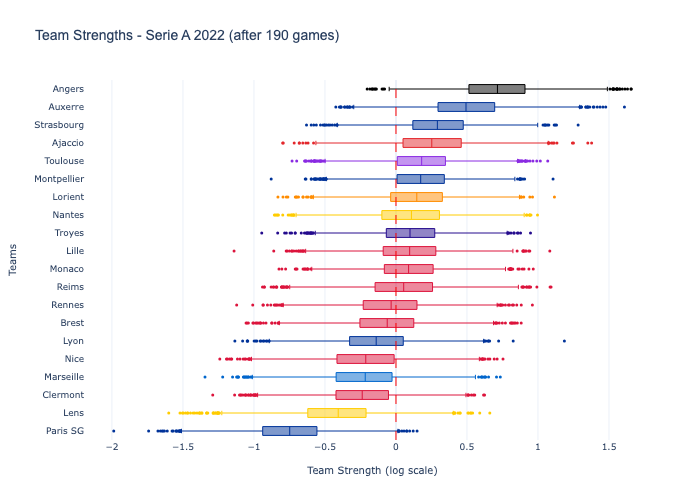 Team Strengths - Serie A 2022 (after 190 games)
Angers
Auxerre
Strasbourg
Ajaccio
Toulouse
Montpellier
Lorient
Nantes
Troyes
Lille
Monaco
Reims
Rennes
Brest
Lyon
Nice
Marseille
Clermont
Lens
Paris SG
Teams
−2 −1.5 −1 −0.5 0 0.5 1 1.5
Team Strength (log scale)